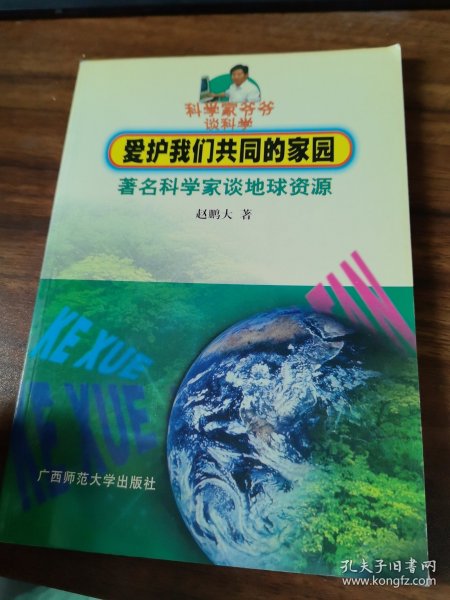 科学家爷爷
谈科学
爱护我们共同的家园
著名科学家谈地球资源
赵鹏大 著
TAN
KE XUE
KE XUE
广西师范大学出版社
孔夫子旧书网
www.kongfz.com